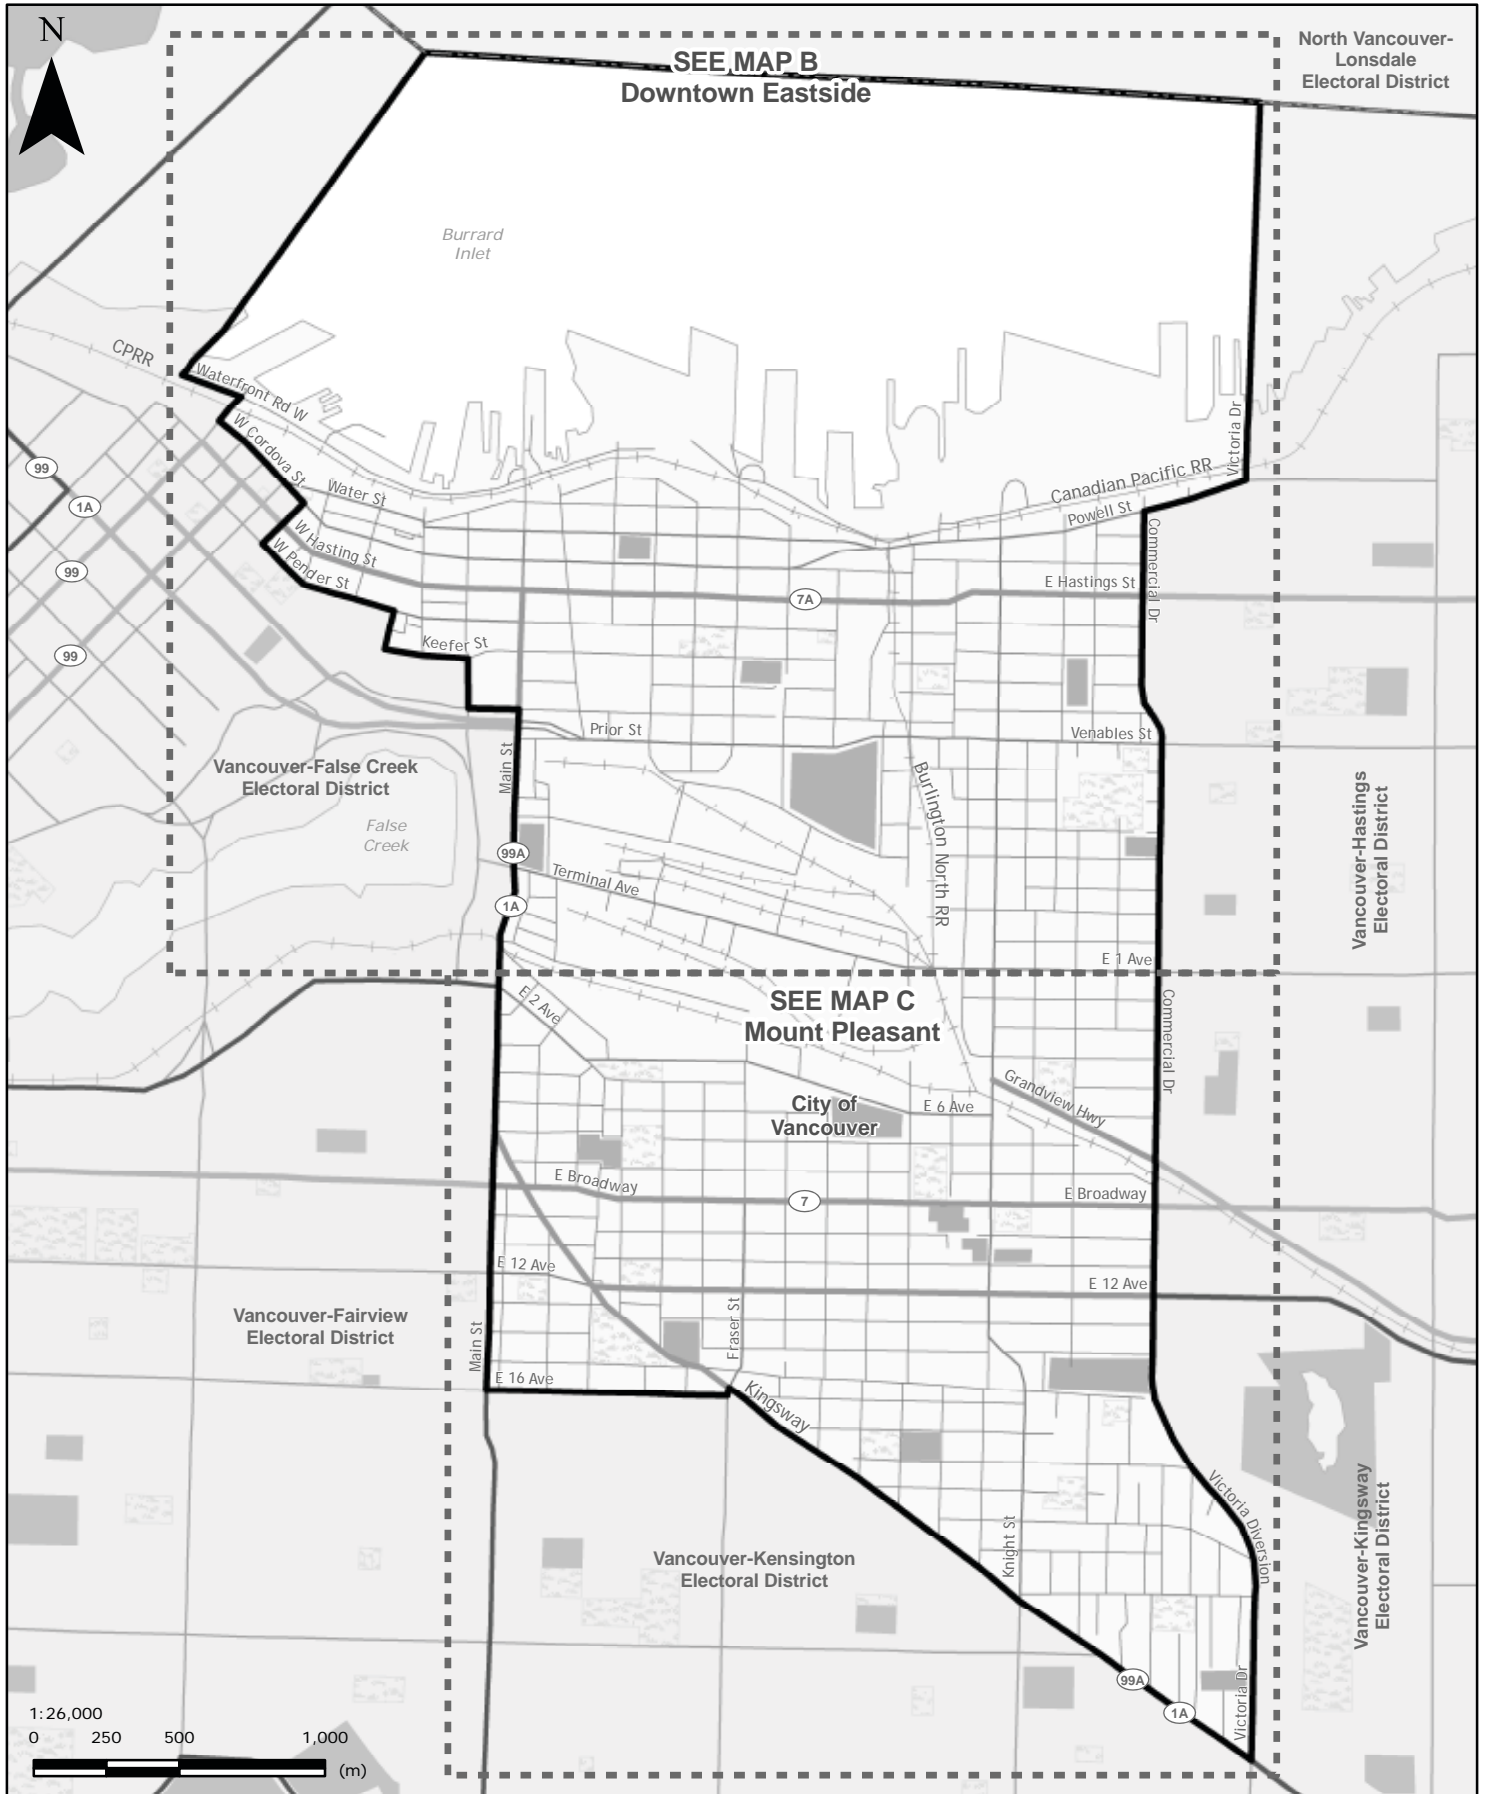 N
SEE MAP B
Downtown Eastside
North Vancouver-
Lonsdale
Electoral District
Burrard
Inlet
CPRR
Waterfront Rd W
W Cordova St
Water St
W Hasting St
W Pender St
Keefer St
99
1A
99
99
Victoria Dr
Canadian Pacific RR
Powell St
Commercial Dr
E Hastings St
7A
Prior St
Venables St
Main St
Vancouver-False Creek
Electoral District
False
Creek
99A
1A
Terminal Ave
Burlington North RR
Vancouver-Hastings
Electoral District
E 1 Ave
E 2 Ave
SEE MAP C
Mount Pleasant
Commercial Dr
City of
Vancouver
E 6 Ave
Grandview Hwy
E Broadway
7
E Broadway
E 12 Ave
E 12 Ave
Vancouver-Fairview
Electoral District
Main St
Fraser St
E 16 Ave
Kingsway
Knight St
Victoria Diversion
Vancouver-Kingsway
Electoral District
Vancouver-Kensington
Electoral District
99A
1A
Victoria Dr
1:26,000
0 250 500 1,000
(m)